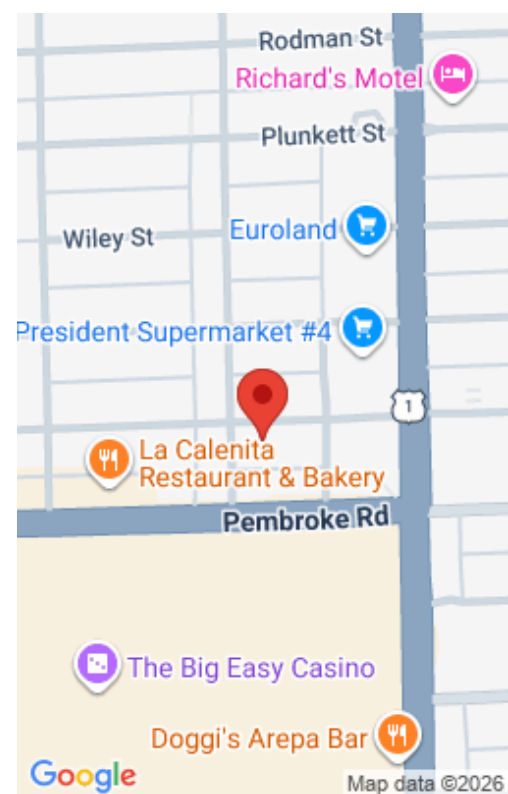 Rodman St
Richard's Motel
Plunkett St
Euroland
Wiley St
President Supermarket #4
1
La Calenita
Restaurant & Bakery
Pembroke Rd
The Big Easy Casino
Doggi's Arepa Bar
Google
Map data ©2026